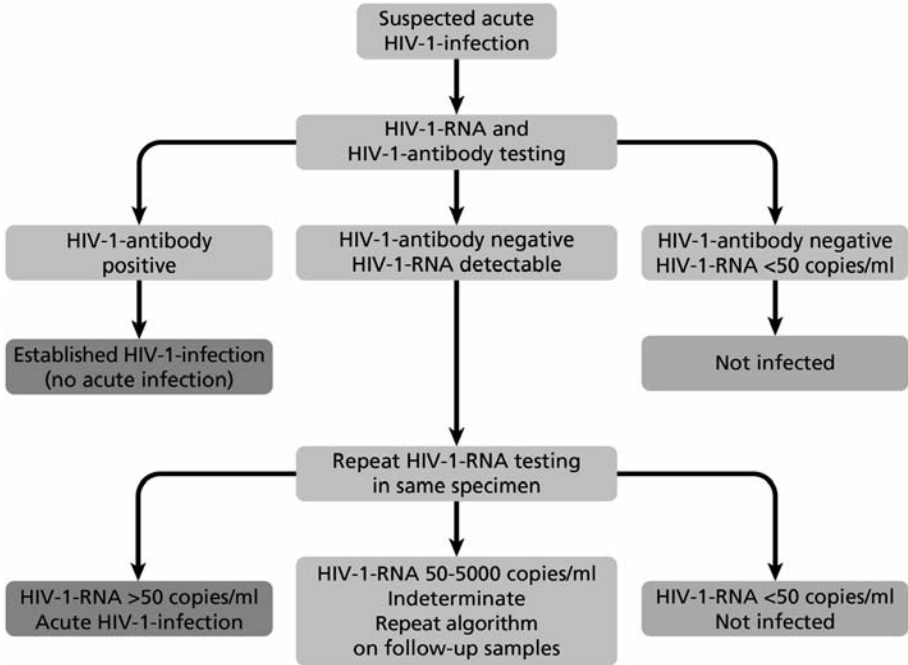 Suspected acute
HIV-1-infection
HIV-1-RNA and
HIV-1-antibody testing
HIV-1-antibody
positive
HIV-1-antibody negative
HIV-1-RNA detectable
HIV-1-antibody negative
HIV-1-RNA <50 copies/ml
Established HIV-1-infection
(no acute infection)
Not infected
Repeat HIV-1-RNA testing
in same specimen
HIV-1-RNA >50 copies/ml
Acute HIV-1-infection
HIV-1-RNA 50-5000 copies/ml
Indeterminate
Repeat algorithm
on follow-up samples
HIV-1-RNA <50 copies/ml
Not infected